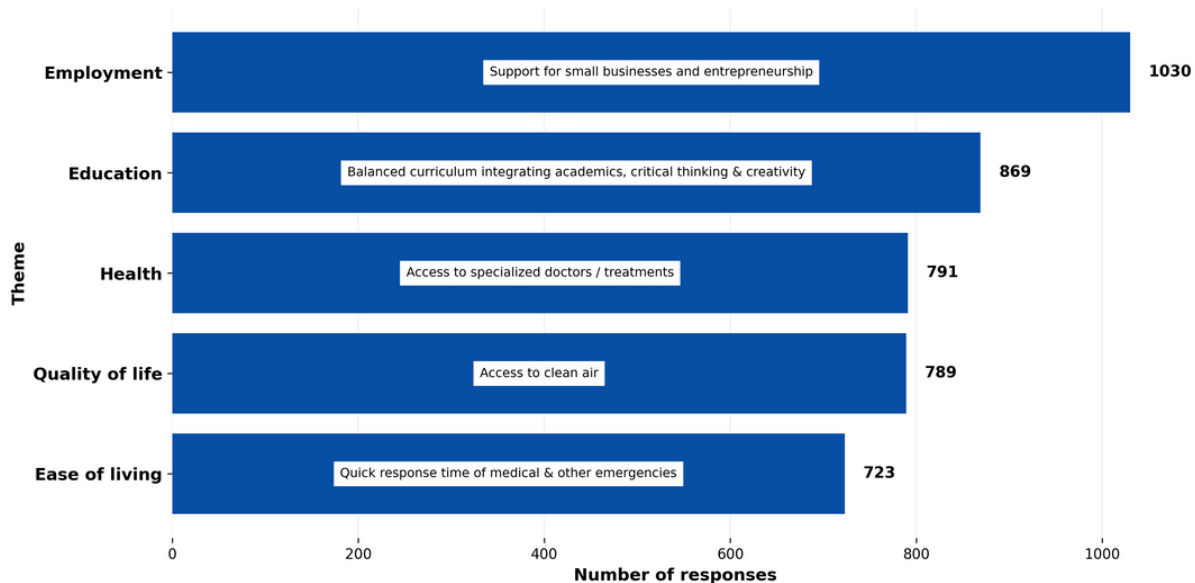 Employment
Support for small businesses and entrepreneurship
1030
Education
Balanced curriculum integrating academics, critical thinking & creativity
869
Theme
Health
Access to specialized doctors / treatments
791
Quality of life
Access to clean air
789
Ease of living
Quick response time of medical & other emergencies
723
0 200 400 600 800 1000
Number of responses